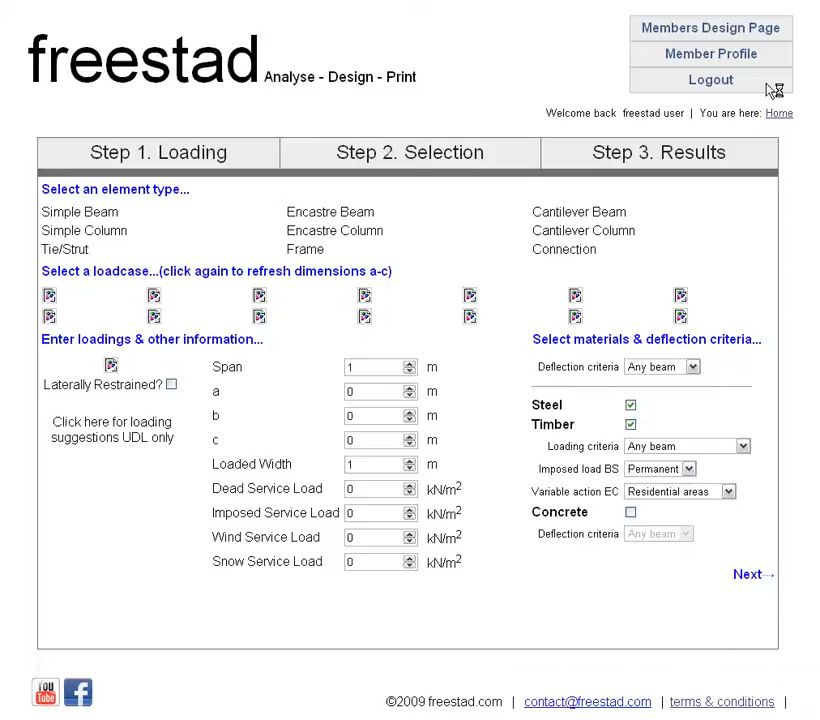 Members Design Page
Member Profile
Logout
freestad Analyse - Design - Print
Welcome back freestad user | You are here: Home
Step 1. Loading Step 2. Selection Step 3. Results
Select an element type...
Simple Beam Encastre Beam Cantilever Beam
Simple Column Encastre Column Cantilever Column
Tie/Strut Frame Connection
Select a loadcase...(click again to refresh dimensions a-c)
Enter loadings & other information... Select materials & deflection criteria...
Span 1 m Deflection criteria Any beam
Laterally Restrained?
a 0 m
Steel
b 0 m
Click here for loading
suggestions UDL only
Timber
c 0 m Loading criteria Any beam
Loaded Width 1 m Imposed load BS Permanent
Dead Service Load 0 kN/m² Variable action EC Residential areas
Imposed Service Load 0 kN/m² Concrete
Wind Service Load 0 kN/m² Deflection criteria Any beam
Snow Service Load 0 kN/m²
Next→
You Tube f
©2009 freestad.com | contact@freestad.com | terms & conditions |